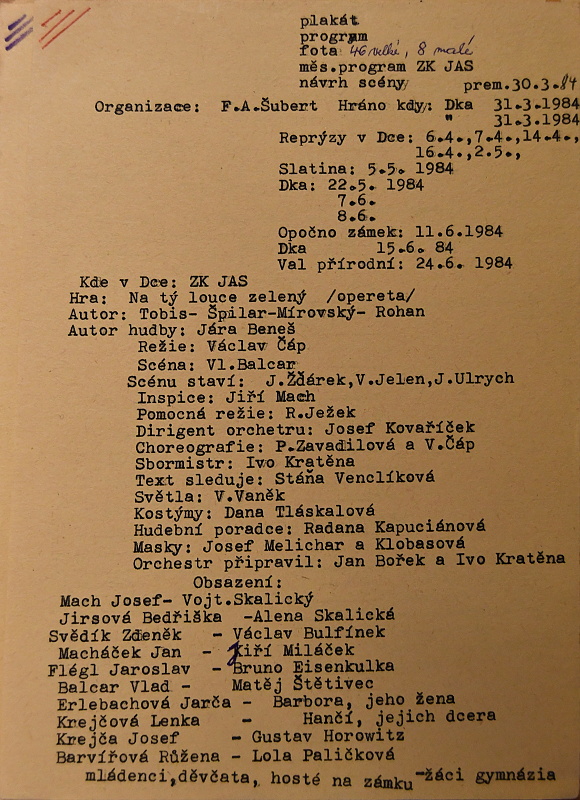 plakát
program
fota 46 velké, 8 malé
měs.program ZK JAS
návrh scény prem.30.3.84
Organizace: F.A.Šubert Hráno kdy: Dka 31.3.1984
" 31.3.1984
Reprýzy v Dce: 6.4.,7.4.,14.4.,
16.4.,2.5.,
Slatina: 5.5. 1984
Dka: 22.5. 1984
7.6.
8.6.
Opočno zámek: 11.6.1984
Dka 15.6. 84
Val přírodní: 24.6. 1984
Kde v Dce: ZK JAS
Hra: Na tý louce zelený /opereta/
Autor: Tobis- Špilar-Mírovský- Rohan
Autor hudby: Jára Beneš
Režie: Václav Čáp
Scéna: Vl.Balcar
Scénu staví: J.Žďárek,V.Jelen,J.Ulrych
Inspice: Jiří Mach
Pomocná režie: R.Ježek
Dirigent orchetru: Josef Kovaříček
Choreografie: P.Zavadilová a V.Čáp
Sbormistr: Ivo Kratěna
Text sleduje: Stáňa Venclíková
Světla: V.Vaněk
Kostýmy: Dana Tláskalová
Hudební poradce: Radana Kapuciánová
Masky: Josef Melichar a Klobasová
Orchestr připravil: Jan Bořek a Ivo Kratěna
Obsazení:
Mach Josef- Vojt.Skalický
Jirsová Bedřiška -Alena Skalická
Svědík Zdeněk - Václav Bulfínek
Macháček Jan - Jiří Miláček
Flégl Jaroslav - Bruno Eisenkulka
Balcar Vlad - Matěj Štětivec
Erlebachová Jarča - Barbora, jeho žena
Krejčová Lenka - Hančí, jejich dcera
Krejča Josef - Gustav Horowitz
Barvířová Růžena - Lola Paličková
mládenci,děvčata, hosté na zámku -žáci gymnázia